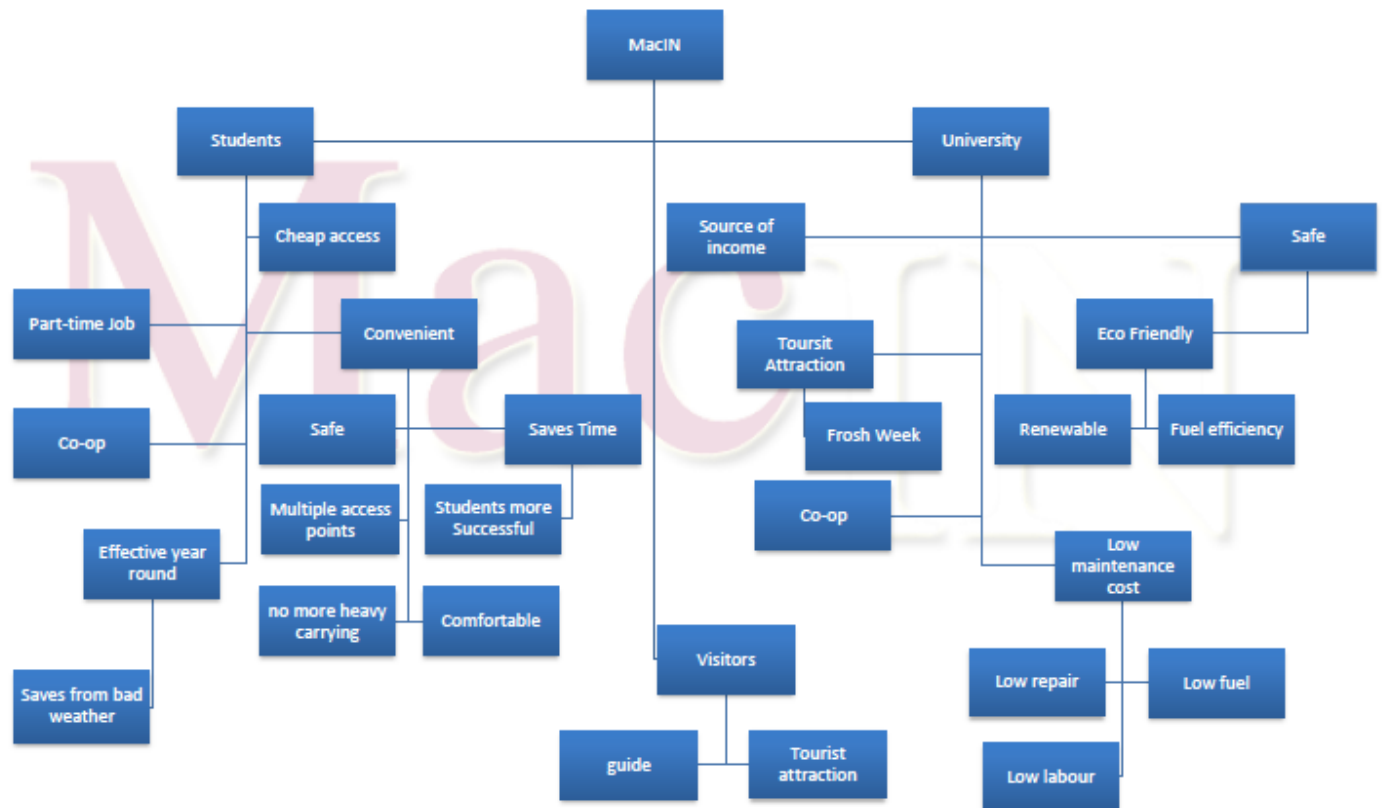 MacIN
Students
University
Cheap access
Source of
income
Safe
Part-time Job
Convenient
Toursit
Attraction
Eco Friendly
Co-op
Safe
Saves Time
Frosh Week
Renewable
Fuel efficiency
Multiple access
points
Students more
Successful
Co-op
Effective year
round
Low
maintenance
cost
no more heavy
carrying
Comfortable
Visitors
Saves from bad
weather
Low repair
Low fuel
guide
Tourist
attraction
Low labour
MacIN